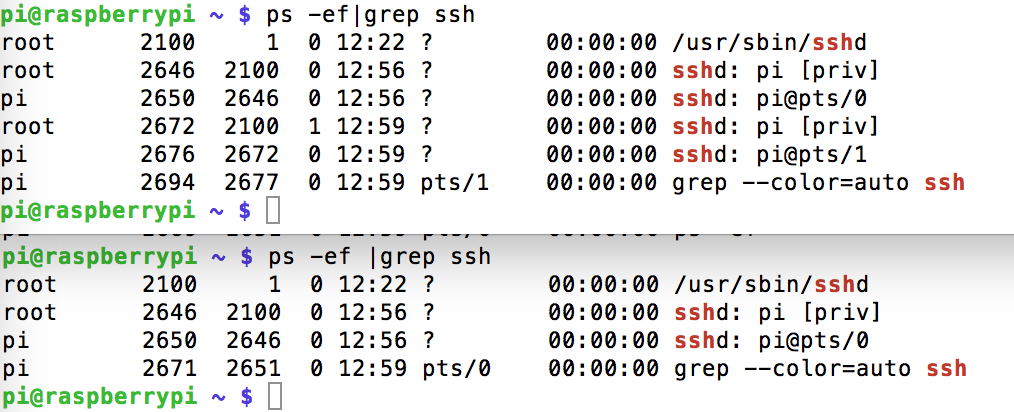 pi@raspberrypi ~ $ ps -ef|grep ssh
root      2100     1  0 12:22 ?        00:00:00 /usr/sbin/sshd
root      2646  2100  0 12:56 ?        00:00:00 sshd: pi [priv]
pi        2650  2646  0 12:56 ?        00:00:00 sshd: pi@pts/0
root      2672  2100  1 12:59 ?        00:00:00 sshd: pi [priv]
pi        2676  2672  0 12:59 ?        00:00:00 sshd: pi@pts/1
pi        2694  2677  0 12:59 pts/1    00:00:00 grep --color=auto ssh
pi@raspberrypi ~ $
pi@raspberrypi ~ $ ps -ef |grep ssh
root      2100     1  0 12:22 ?        00:00:00 /usr/sbin/sshd
root      2646  2100  0 12:56 ?        00:00:00 sshd: pi [priv]
pi        2650  2646  0 12:56 ?        00:00:00 sshd: pi@pts/0
pi        2671  2651  0 12:59 pts/0    00:00:00 grep --color=auto ssh
pi@raspberrypi ~ $